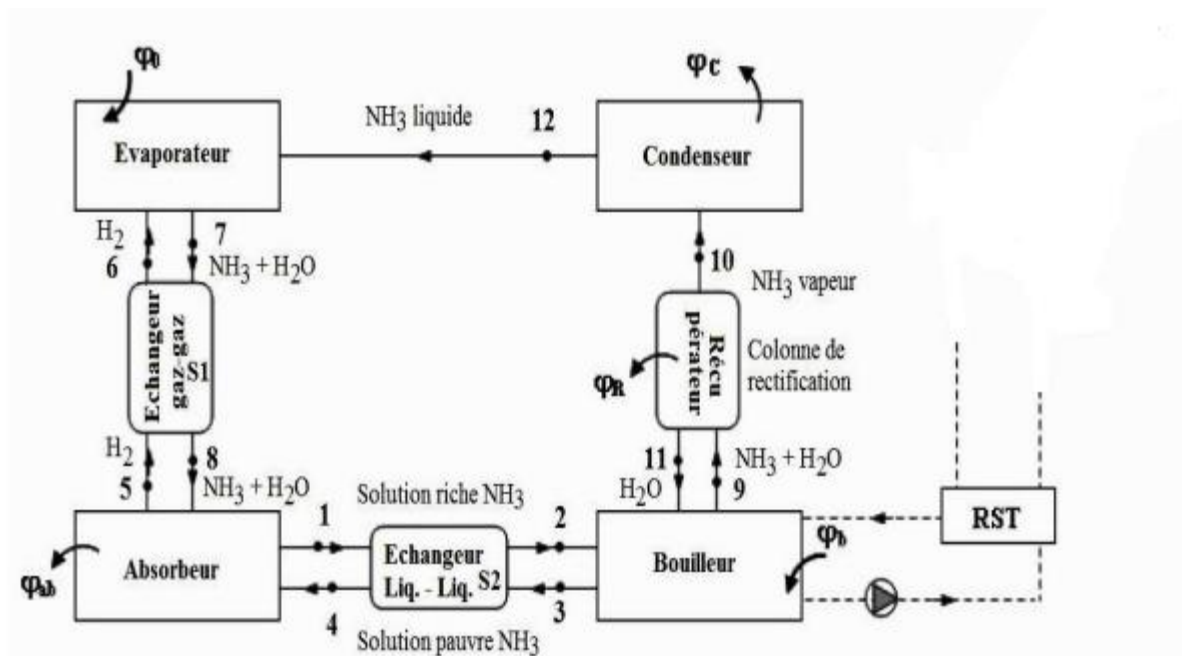 φ0
φC
NH3 liquide
12
Evaporateur
Condenseur
H2
7
6
NH3 + H2O
10
NH3 vapeur
Echangeur
gaz-gaz
S1
Récu
pérateur
Colonne de
rectification
φR
H2
8
11
NH3 + H2O
5
NH3 + H2O
H2O
9
Solution riche NH3
1
2
RST
φab
Absorbeur
Echangeur
Liq. - Liq. S2
Bouilleur
φb
4
3
Solution pauvre NH3